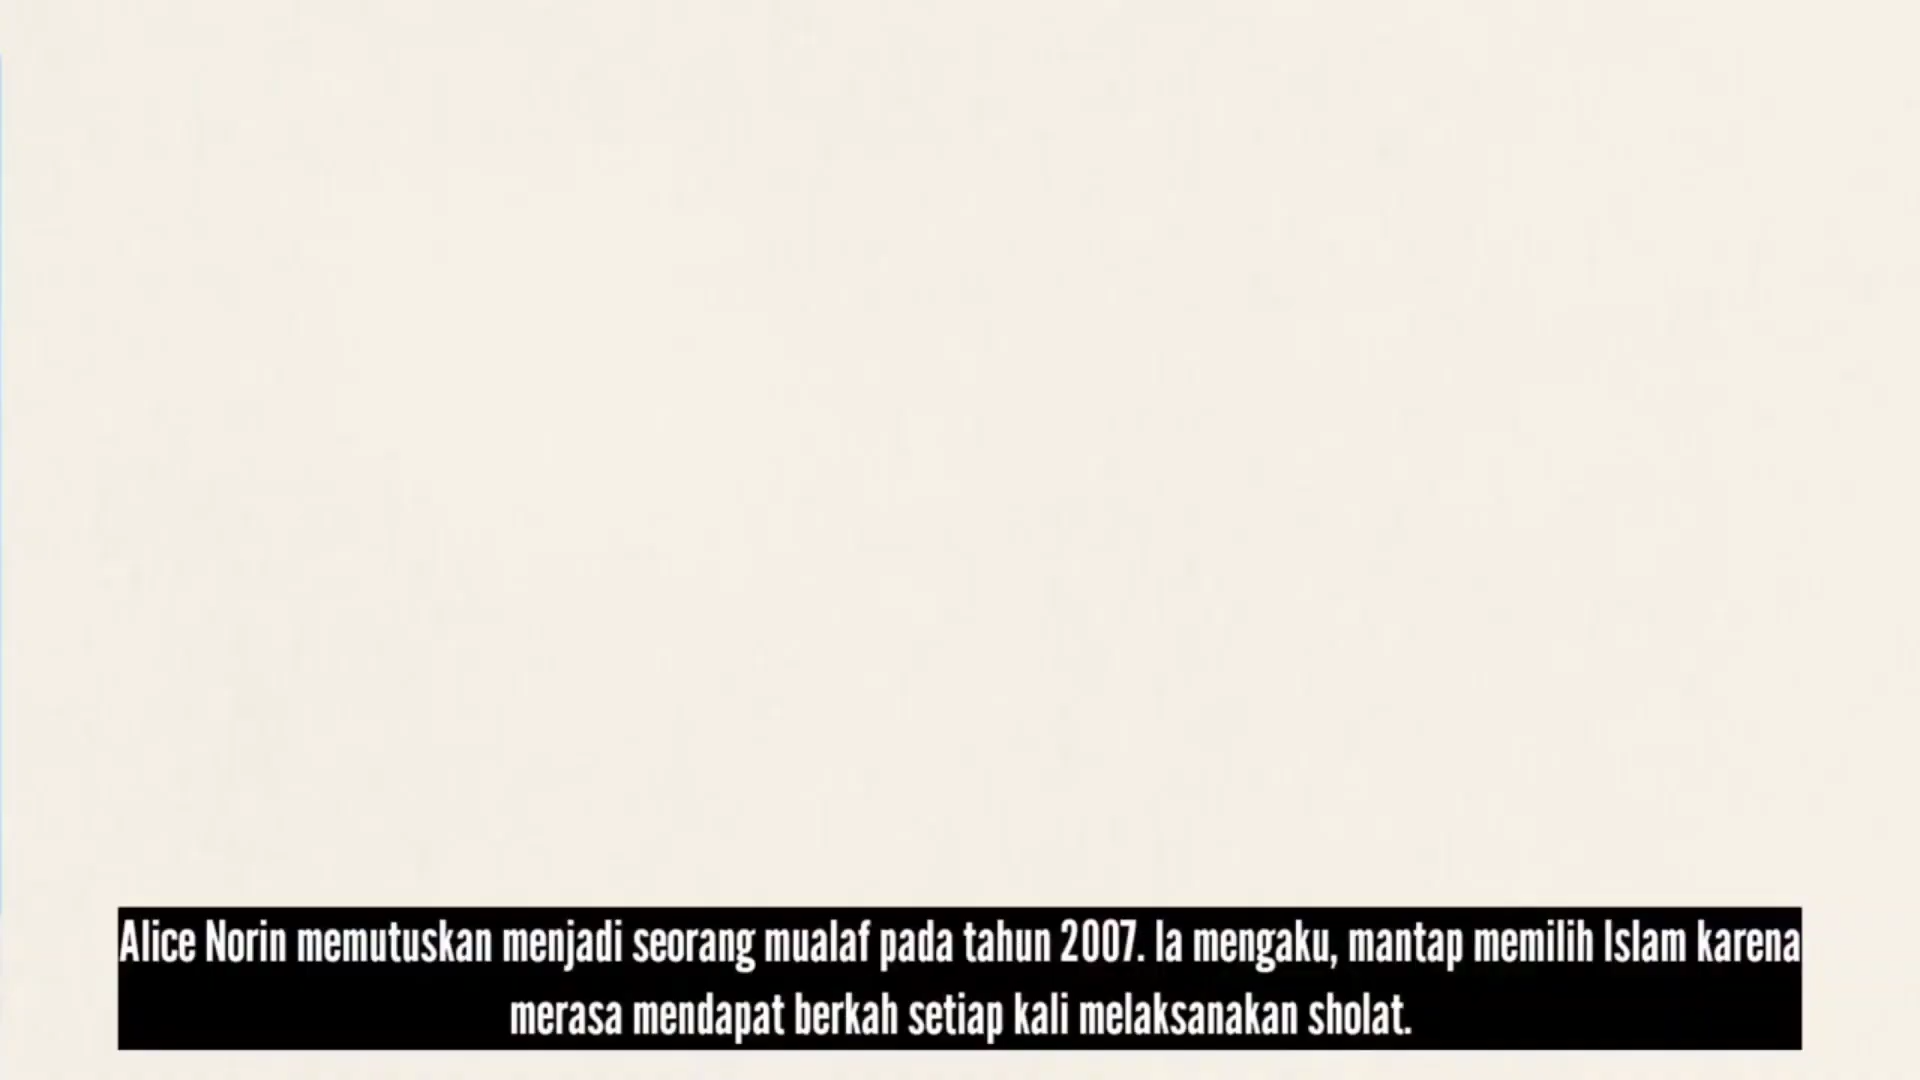 Alice Norin memutuskan menjadi seorang mualaf pada tahun 2007. Ia mengaku, mantap memilih Islam karena
merasa mendapat berkah setiap kali melaksanakan sholat.